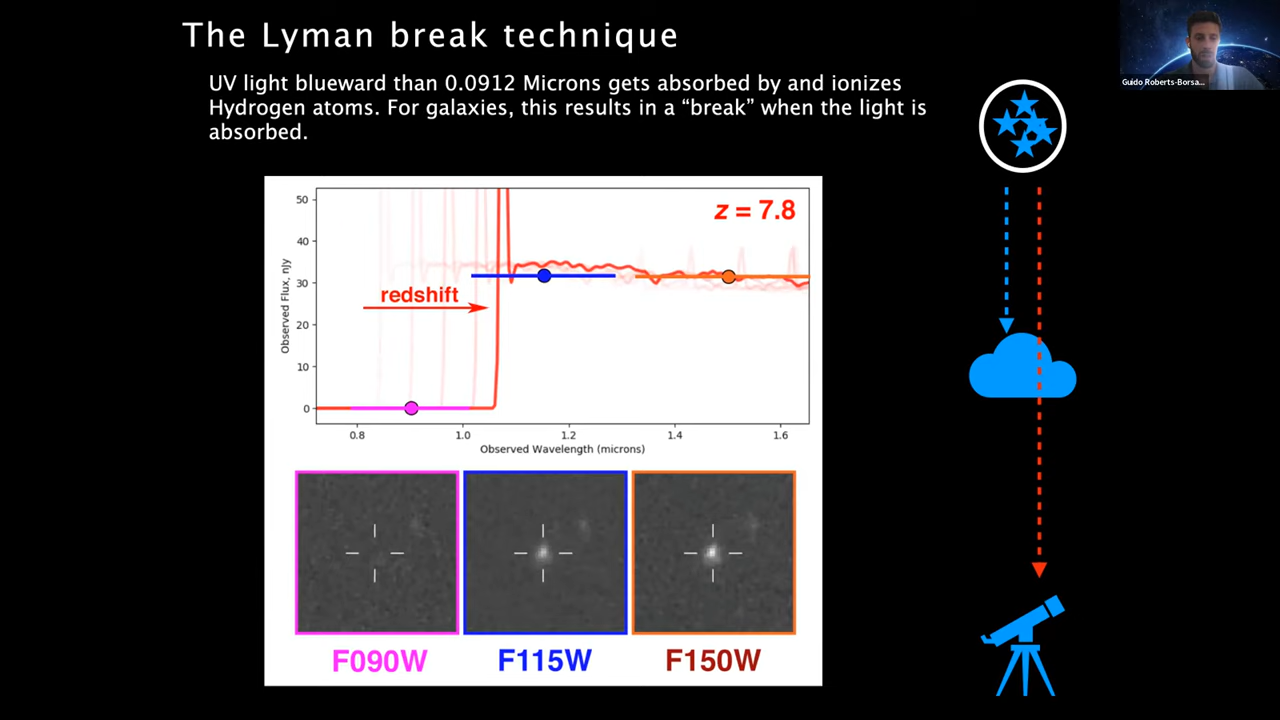 The Lyman break technique
UV light blueward than 0.0912 Microns gets absorbed by and ionizes
Hydrogen atoms. For galaxies, this results in a “break” when the light is
absorbed.
Guido Roberts-Borsa...
z = 7.8
redshift
50
40
30
20
10
0
Observed Flux, nJy
0.8 1.0 1.2 1.4 1.6
Observed Wavelength (microns)
F090W F115W F150W